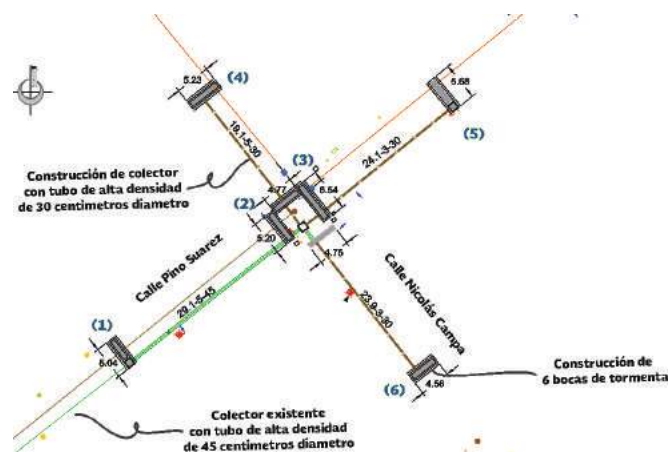 5.23
(4)
5.68
(5)
19.1-5-30
24.1-3-30
Construcción de colector
con tubo de alta densidad
de 30 centimetros diametro
(3)
4.77
6.54
(2)
5.20
4.75
Calle Pino Suarez
Calle Nicolás Campa
29.1-5-45
23.9-3-30
(1)
5.04
(6)
4.56
Construcción de
6 bocas de tormenta
Colector existente
con tubo de alta densidad
de 45 centimetros diametro